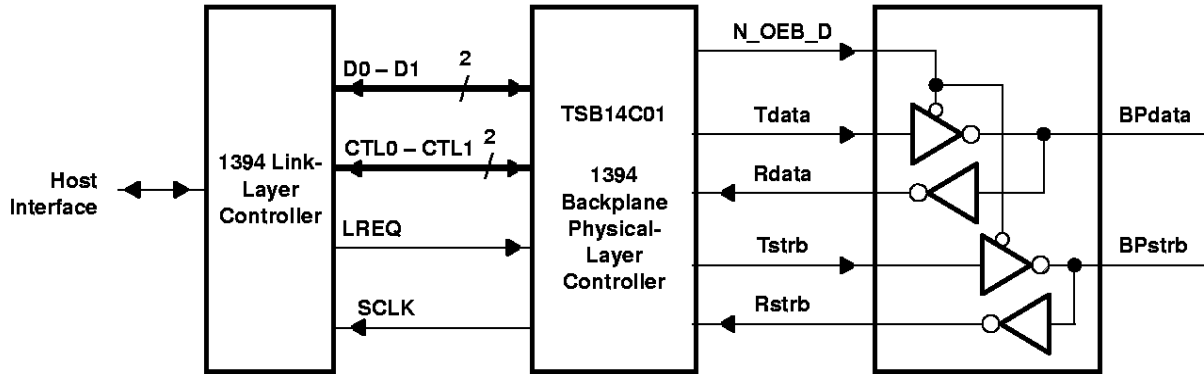 Host
Interface
1394 Link-
Layer
Controller
D0 – D1
2
CTL0 – CTL1
2
LREQ
SCLK
TSB14C01
1394
Backplane
Physical-
Layer
Controller
N_OEB_D
Tdata
Rdata
Tstrb
Rstrb
BPdata
BPstrb